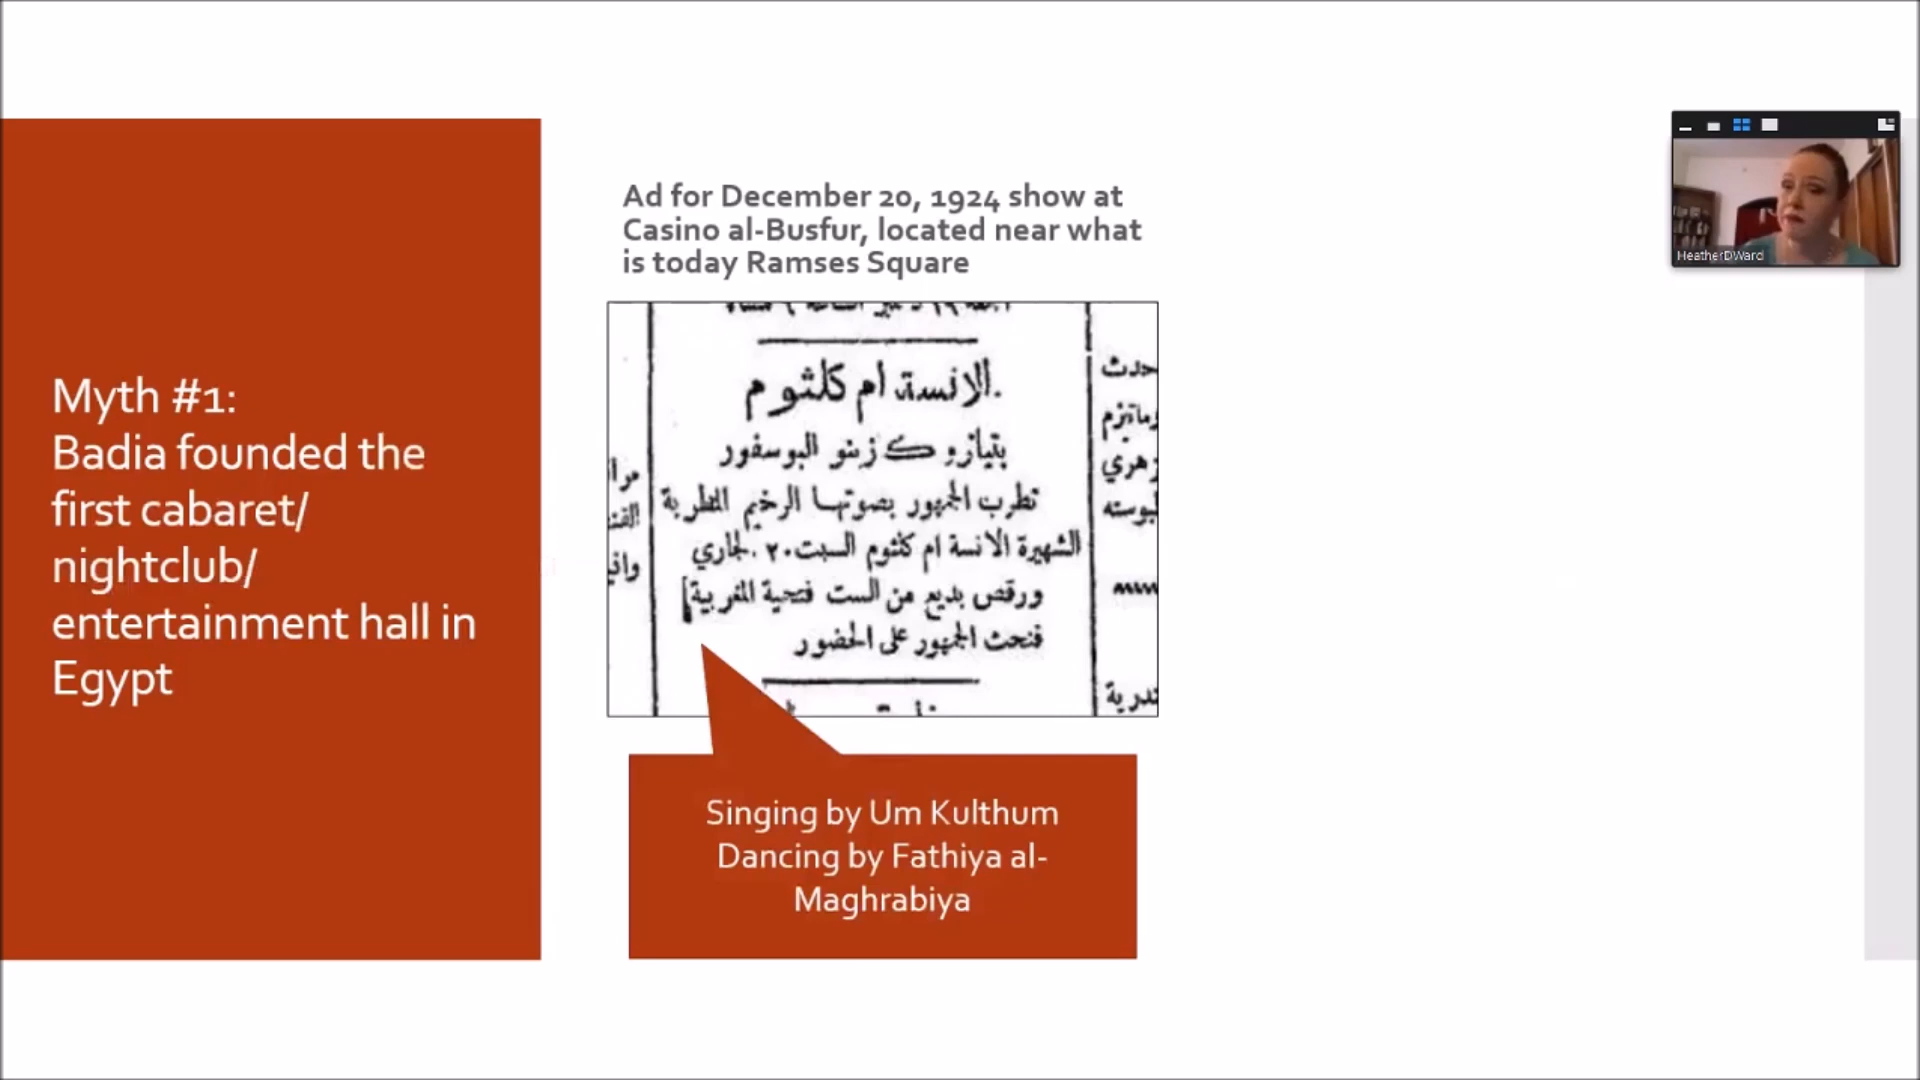 Myth #1:
Badia founded the
first cabaret/
nightclub/
entertainment hall in
Egypt
Ad for December 20, 1924 show at
Casino al-Busfur, located near what
is today Ramses Square
.الانسة ام كلثوم
بتياترو كازينو البوسفور
تطرب الجمهور بصوتها الرخيم المطربة
الشهيرة الانسة ام كلثوم السبت ٢٠ الجاري
ورقص بديع من الست فتحية المغربية
فنحث الجمهور على الحضور
حدث
زهري
Singing by Um Kulthum
Dancing by Fathiya al-
Maghrabiya
HeatherDWard